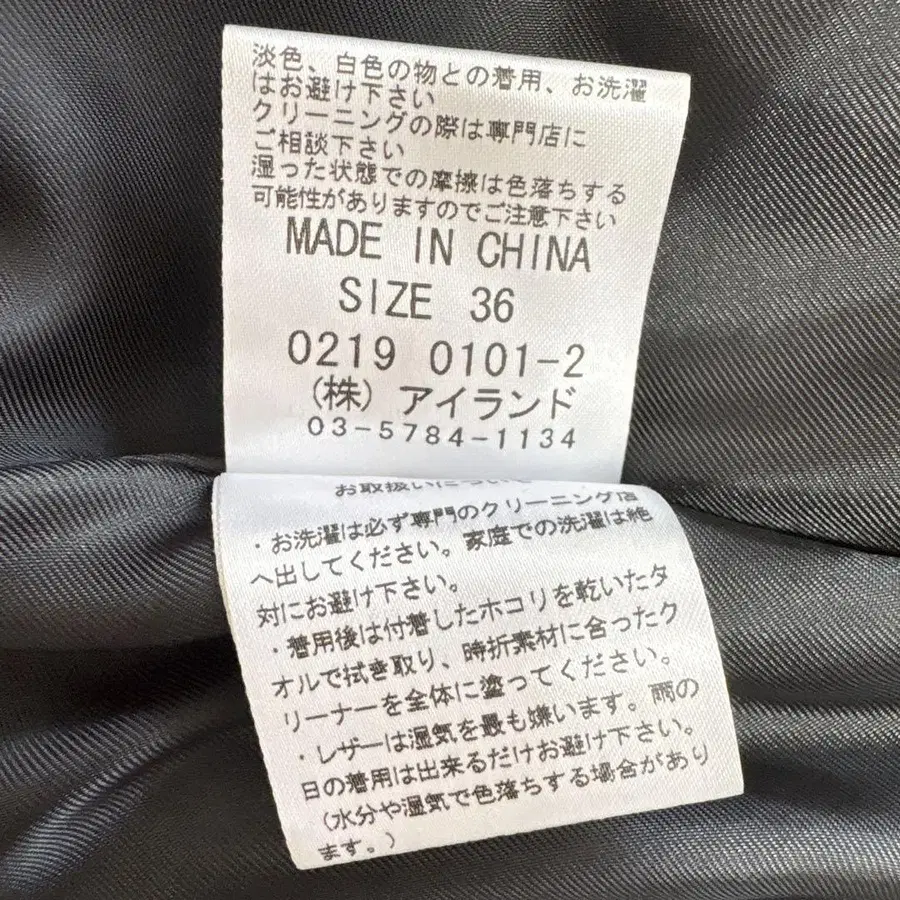 淡色、白色の物との着用、お洗濯
はお避け下さい
クリーニングの際は専門店に
ご相談下さい
湿った状態での摩擦は色落ちする
可能性がありますのでご注意下さい
MADE IN CHINA
SIZE 36
0219 0101-2
(株)アイランド
03-5784-1134
お取扱いについて
・お洗濯は必ず専門のクリーニング店
へ出してください。家庭での洗濯は絶
対にお避け下さい。
・着用後は付着したホコリを乾いたタ
オルで拭き取り、時折素材に合ったク
リーナーを全体に塗ってください。
・レザーは湿気を最も嫌います。雨の
日の着用は出来るだけお避け下さい。
(水分や湿気で色落ちする場合があり
ます。)